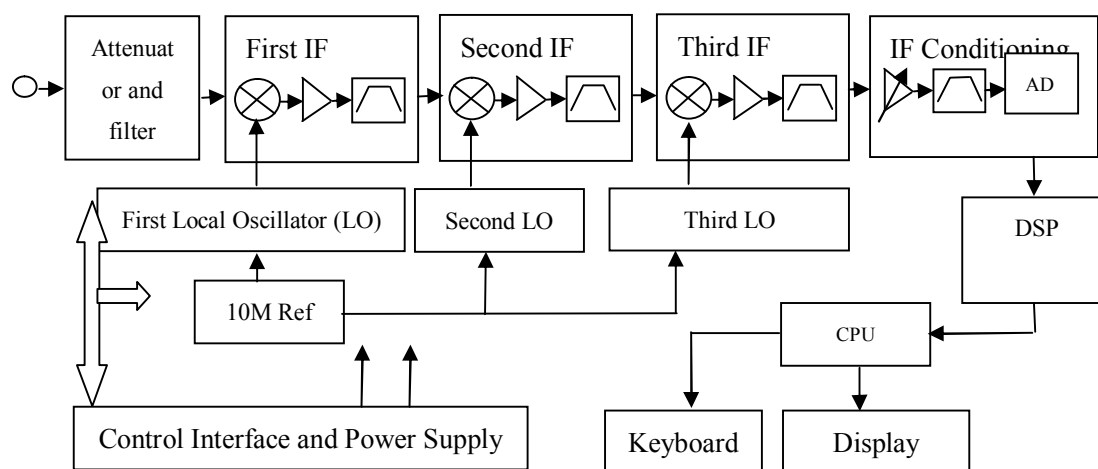 Attenuat
or and
filter
First IF
Second IF
Third IF
IF Conditioning
AD
First Local Oscillator (LO)
Second LO
Third LO
DSP
10M Ref
CPU
Control Interface and Power Supply
Keyboard
Display